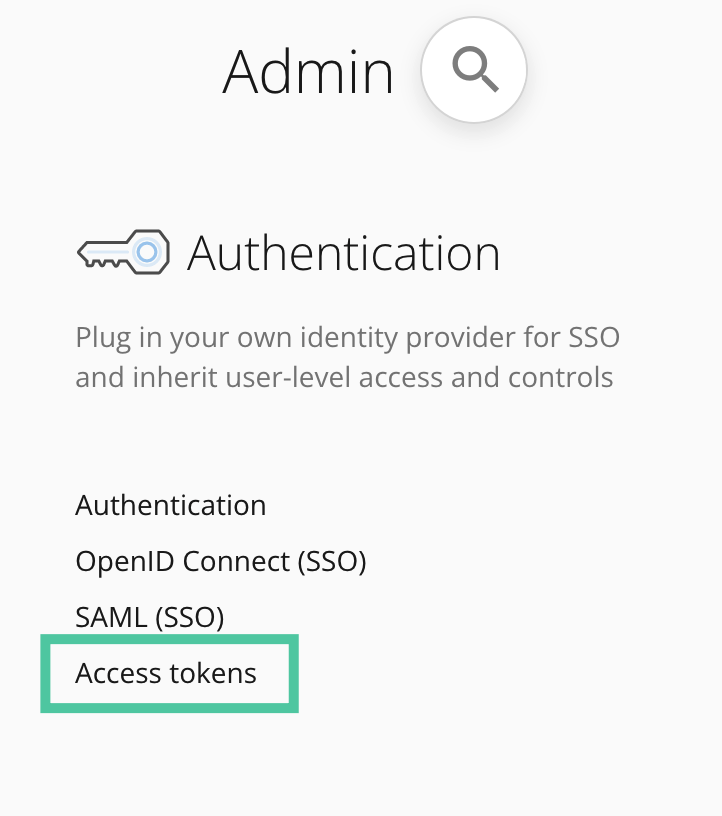 Admin
Authentication
Plug in your own identity provider for SSO
and inherit user-level access and controls
Authentication
OpenID Connect (SSO)
SAML (SSO)
Access tokens